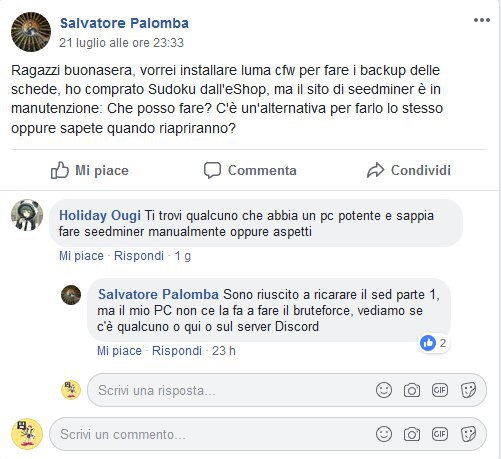 Salvatore Palomba
21 luglio alle ore 23:33
Ragazzi buonasera, vorrei installare luma cfw per fare i backup delle
schede, ho comprato Sudoku dall'eShop, ma il sito di seedminer è in
manutenzione: Che posso fare? C'è un'alternativa per farlo lo stesso
oppure sapete quando riapriranno?
Mi piace Commenta Condividi
Holiday Ougi Ti trovi qualcuno che abbia un pc potente e sappia
fare seedminer manualmente oppure aspetti
Mi piace · Rispondi · 1 g
Salvatore Palomba Sono riuscito a ricarare il sed parte 1,
ma il mio PC non ce la fa a fare il bruteforce, vediamo se
c'è qualcuno o qui o sul server Discord
2
Mi piace · Rispondi · 23 h
Scrivi una risposta... GIF
Scrivi un commento... GIF